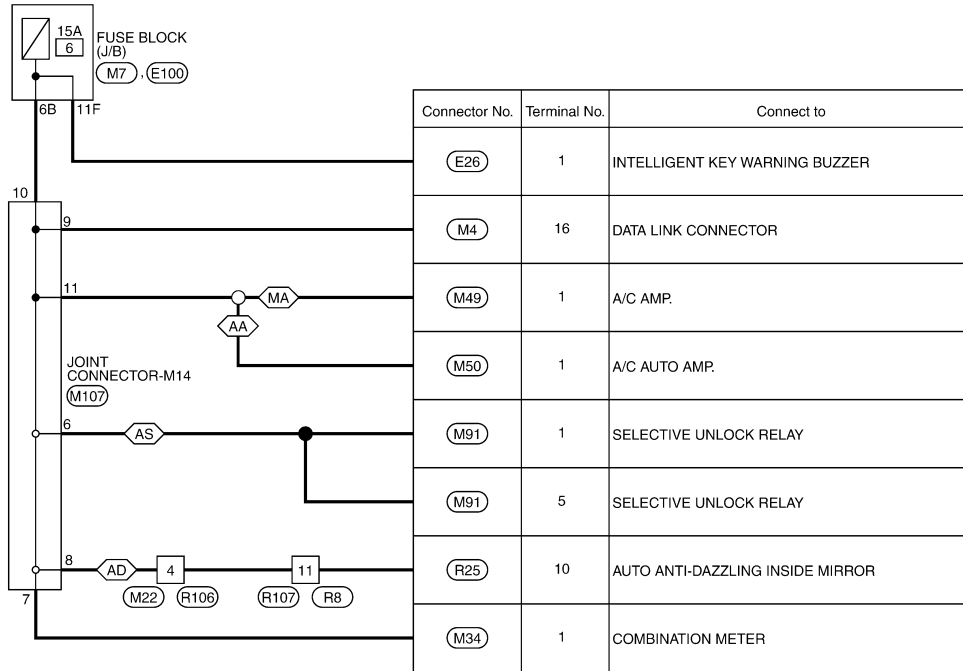 15A
6
FUSE BLOCK
(J/B)
M7 , E100
6B 11F
Connector No. Terminal No. Connect to
E26 1 INTELLIGENT KEY WARNING BUZZER
10
9 M4 16 DATA LINK CONNECTOR
11 MA M49 1 A/C AMP.
AA
JOINT
CONNECTOR-M14
M107
M50 1 A/C AUTO AMP.
6 AS M91 1 SELECTIVE UNLOCK RELAY
M91 5 SELECTIVE UNLOCK RELAY
8 AD 4 11 R25 10 AUTO ANTI-DAZZLING INSIDE MIRROR
M22 R106 R107 R8
7
M34 1 COMBINATION METER